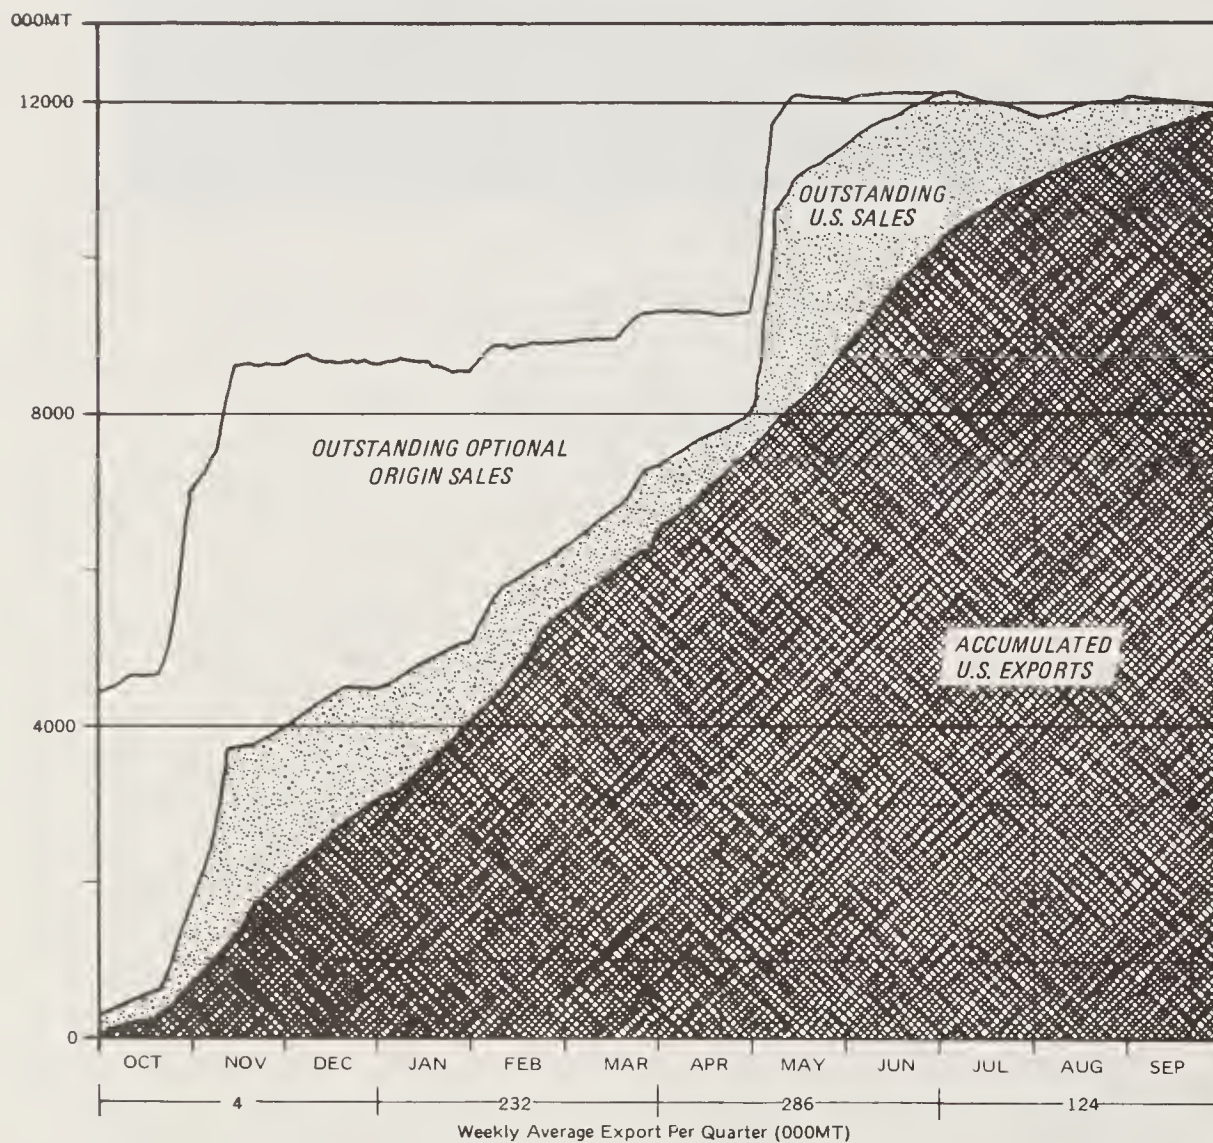 000MT
12000
OUTSTANDING
U.S. SALES
8000
OUTSTANDING OPTIONAL
ORIGIN SALES
ACCUMULATED
U.S. EXPORTS
4000
0
OCT NOV DEC JAN FEB MAR APR MAY JUN JUL AUG SEP
4 232 286 124
Weekly Average Export Per Quarter (000MT)